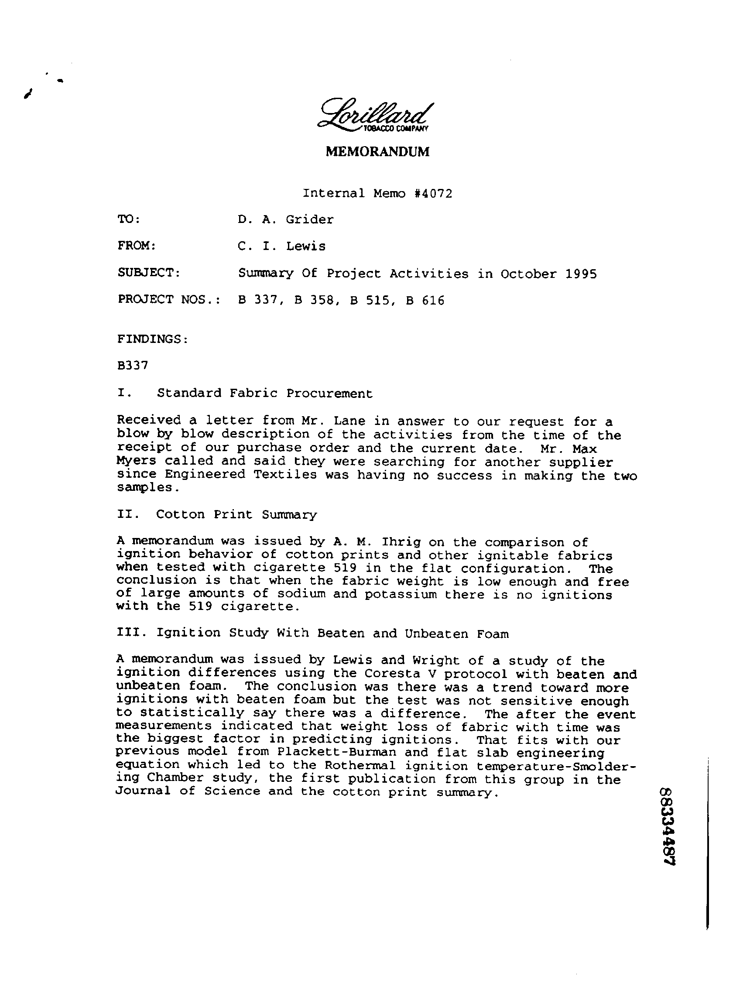 Lorillard
TOBACCO COMPANY
MEMORANDUM
Internal Memo #4072
TO: D. A. Grider
FROM: C. I. Lewis
SUBJECT: Summary Of Project Activities in October 1995
PROJECT NOS.: B 337, B 358, B 515, B 616
FINDINGS:
B337
I. Standard Fabric Procurement
Received a letter from Mr. Lane in answer to our request for a
blow by blow description of the activities from the time of the
receipt of our purchase order and the current date. Mr. Max
Myers called and said they were searching for another supplier
since Engineered Textiles was having no success in making the two
samples.
II. Cotton Print Summary
A memorandum was issued by A. M. Ihrig on the comparison of
ignition behavior of cotton prints and other ignitable fabrics
when tested with cigarette 519 in the flat configuration. The
conclusion is that when the fabric weight is low enough and free
of large amounts of sodium and potassium there is no ignitions
with the 519 cigarette.
III. Ignition Study With Beaten and Unbeaten Foam
A memorandum was issued by Lewis and Wright of a study of the
ignition differences using the Coresta V protocol with beaten and
unbeaten foam. The conclusion was there was a trend toward more
ignitions with beaten foam but the test was not sensitive enough
to statistically say there was a difference. The after the event
measurements indicated that weight loss of fabric with time was
the biggest factor in predicting ignitions. That fits with our
previous model from Plackett-Burman and flat slab engineering
equation which led to the Rothermal ignition temperature-Smolder-
ing Chamber study, the first publication from this group in the
Journal of Science and the cotton print summary.
88334487